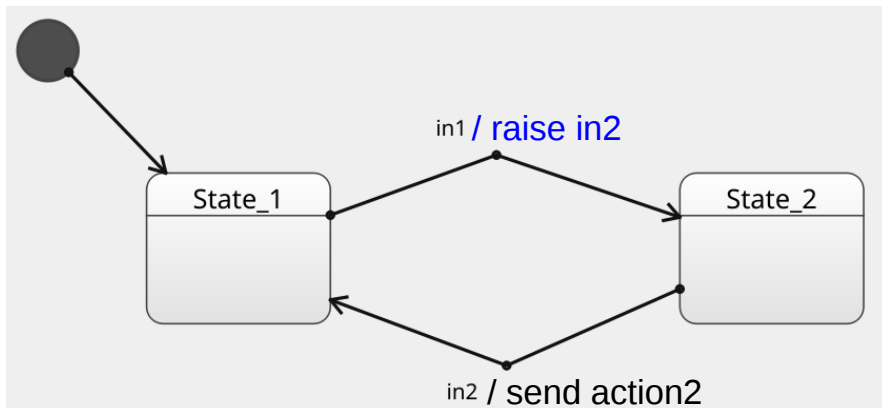 in1 / raise in2
State_1
State_2
in2 / send action2